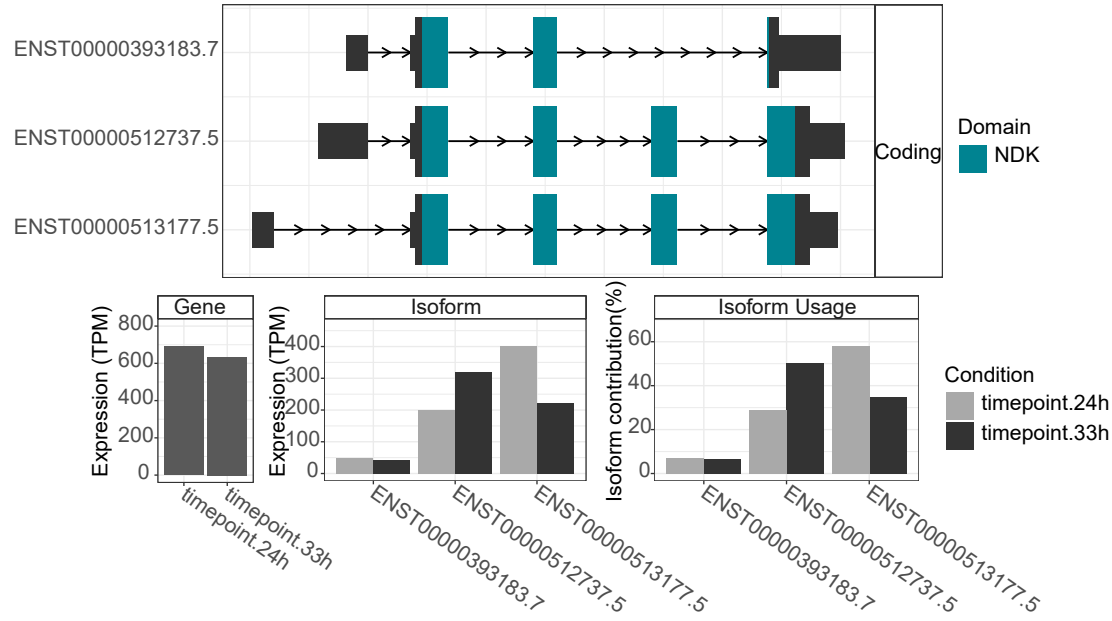 ENST00000393183.7
ENST00000512737.5
ENST00000513177.5
Coding
Domain
NDK
Gene
Expression (TPM)
800
600
400
200
0
timepoint.24h
timepoint.33h
Isoform
Expression (TPM)
400
300
200
100
0
ENST00000393183.7
ENST00000512737.5
ENST00000513177.5
Isoform Usage
Isoform contribution(%)
60
40
20
0
ENST00000393183.7
ENST00000512737.5
ENST00000513177.5
Condition
timepoint.24h
timepoint.33h